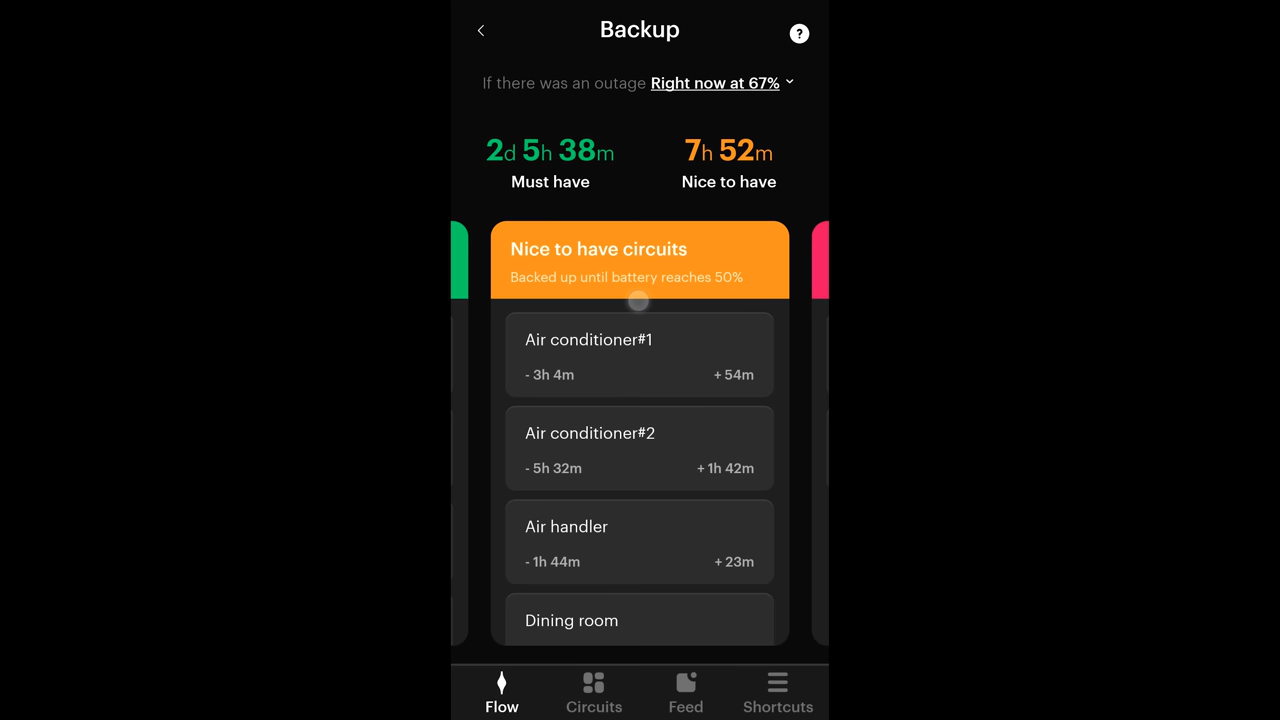 Backup
?
If there was an outage Right now at 67%
2d 5h 38m
Must have
7h 52m
Nice to have
Nice to have circuits
Backed up until battery reaches 50%
Air conditioner#1
- 3h 4m
+ 54m
Air conditioner#2
- 5h 32m
+ 1h 42m
Air handler
- 1h 44m
+ 23m
Dining room
Flow
Circuits
Feed
Shortcuts